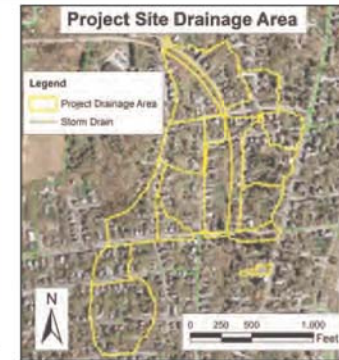 Project Site Drainage Area
Legend
Project Drainage Area
Storm Drain
N
0 250 500 1,000
Feet